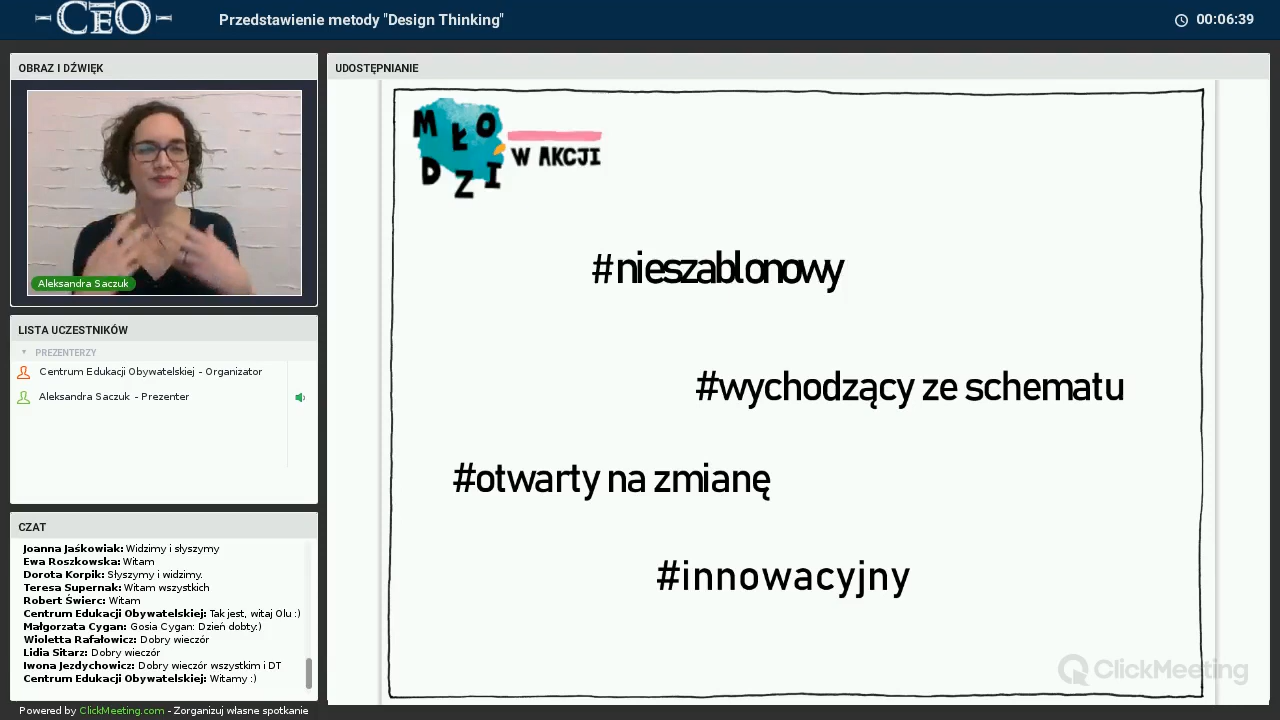 CEO
Przedstawienie metody "Design Thinking"
00:06:39
OBRAZ I DŹWIĘK
Aleksandra Saczuk
LISTA UCZESTNIKÓW
PREZENTERZY
Centrum Edukacji Obywatelskiej - Organizator
Aleksandra Saczuk - Prezenter
CZAT
Joanna Jaśkowiak: Widzimy i słyszymy
Ewa Roszkowska: Witam
Dorota Korpik: Słyszymy i widzimy.
Teresa Supernak: Witam wszystkich
Robert Świerc: Witam
Centrum Edukacji Obywatelskiej: Tak jest, witaj Olu :)
Małgorzata Cygan: Gosia Cygan: Dzień dobty:)
Wioletta Rafałowicz: Dobry wieczór
Lidia Sitarz: Dobry wieczór
Iwona Jezdychowicz: Dobry wieczór wszystkim i DT
Centrum Edukacji Obywatelskiej: Witamy :)
Powered by ClickMeeting.com - Zorganizuj własne spotkanie
UDOSTĘPNIANIE
MŁODZI
W AKCJI
#nieszablonowy
#wychodzący ze schematu
#otwarty na zmianę
#innowacyjny
ClickMeeting